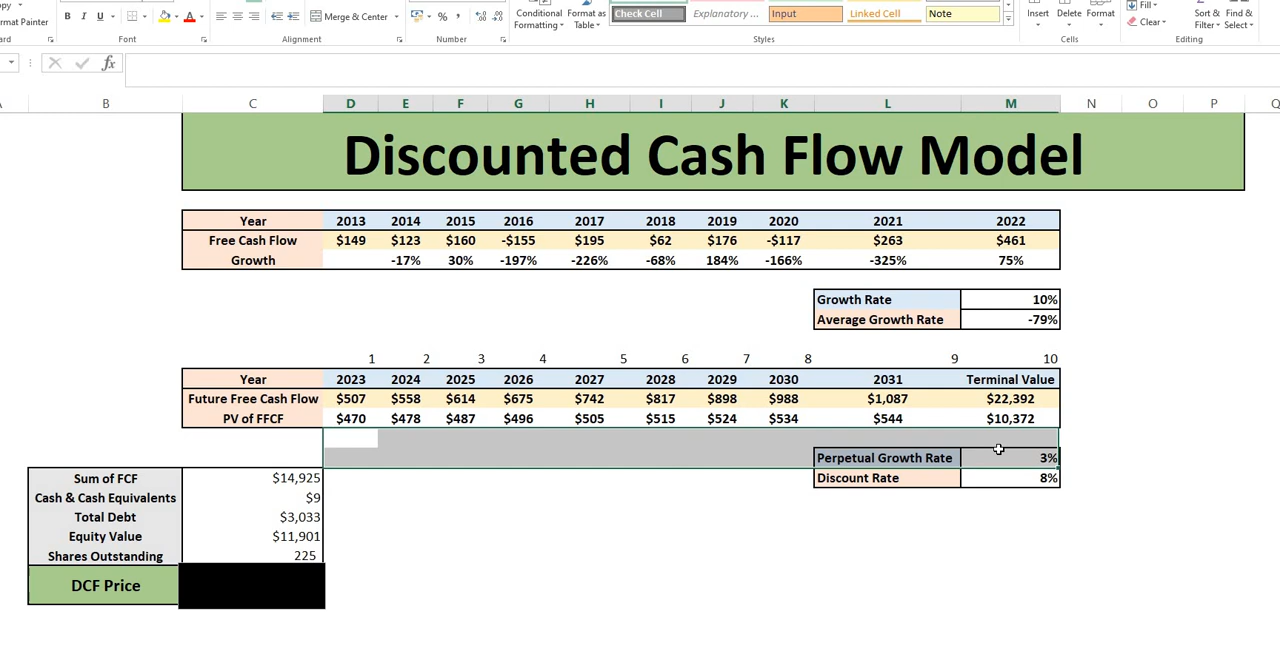 py
Format Painter
ard
B I U A
Font
Merge & Center
Alignment
% ,
Number
Conditional Formatting
Format as Table
Check Cell
Explanatory ...
Input
Linked Cell
Note
Styles
Insert Delete Format
Cells
Fill
Clear
Sort & Filter
Find & Select
Editing
fx
A B C D E F G H I J K L M N O P Q
Discounted Cash Flow Model
Year 2013 2014 2015 2016 2017 2018 2019 2020 2021 2022
Free Cash Flow $149 $123 $160 -$155 $195 $62 $176 -$117 $263 $461
Growth -17% 30% -197% -226% -68% 184% -166% -325% 75%
Growth Rate 10%
Average Growth Rate -79%
1 2 3 4 5 6 7 8 9 10
Year 2023 2024 2025 2026 2027 2028 2029 2030 2031 Terminal Value
Future Free Cash Flow $507 $558 $614 $675 $742 $817 $898 $988 $1,087 $22,392
PV of FFCF $470 $478 $487 $496 $505 $515 $524 $534 $544 $10,372
Perpetual Growth Rate 3%
Sum of FCF $14,925 Discount Rate 8%
Cash & Cash Equivalents $9
Total Debt $3,033
Equity Value $11,901
Shares Outstanding 225
DCF Price